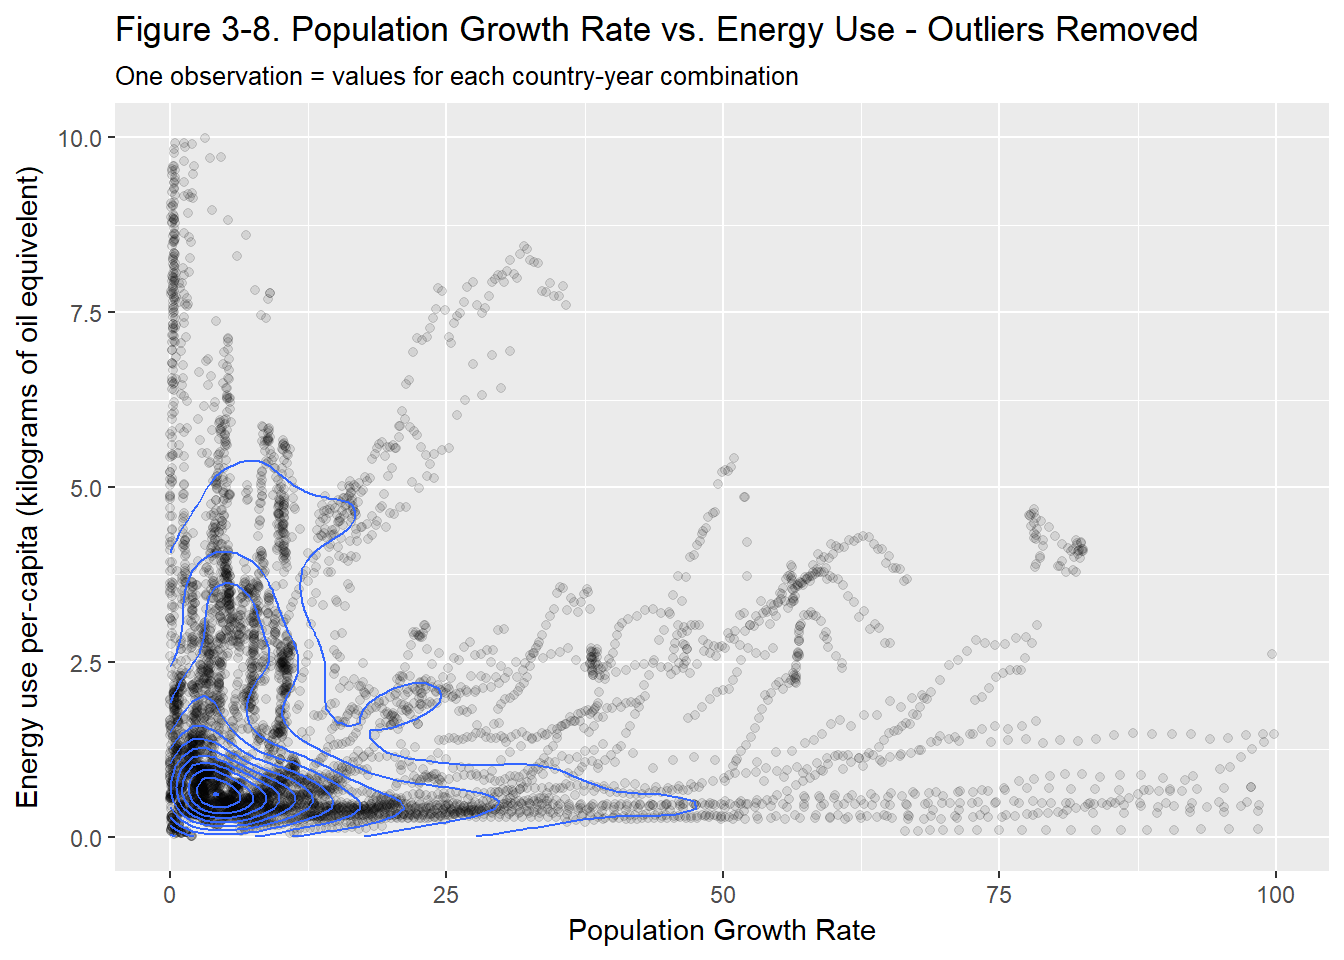 Figure 3-8. Population Growth Rate vs. Energy Use - Outliers Removed
One observation = values for each country-year combination
Energy use per-capita (kilograms of oil equivelent)
10.0
7.5
5.0
2.5
0.0
0 25 50 75 100
Population Growth Rate